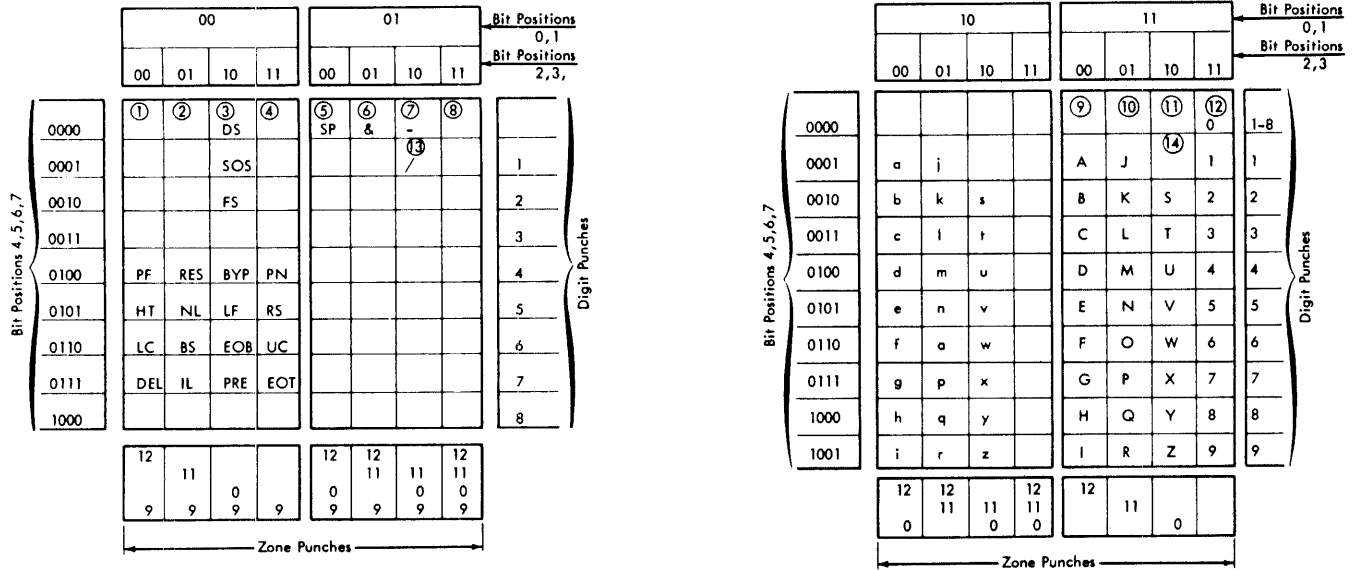 00 01 Bit Positions
0,1
Bit Positions
00 01 10 11 00 01 10 11 2,3,
① ② ③ ④ ⑤ ⑥ ⑦ ⑧
0000 DS SP & -
⑬
0001 SOS / 1
0010 FS 2
0011 3
0100 PF RES BYP PN 4
0101 HT NL LF RS 5
0110 LC BS EOB UC 6
0111 DEL IL PRE EOT 7
1000 8
Bit Positions 4,5,6,7
Digit Punches
12 12 12 12
11 11 11 11
0 0 0 0
9 9 9 9 9 9 9 9
Zone Punches
10 11 Bit Positions
0,1
Bit Positions
00 01 10 11 00 01 10 11 2,3
⑨ ⑩ ⑪ ⑫
0000 0 1-8
⑭
0001 a j A J 1 1
0010 b k s B K S 2 2
0011 c l t C L T 3 3
0100 d m u D M U 4 4
0101 e n v E N V 5 5
0110 f a w F O W 6 6
0111 g p x G P X 7 7
1000 h q y H Q Y 8 8
1001 i r z I R Z 9 9
Bit Positions 4,5,6,7
Digit Punches
12 12 12 12
11 11 11 11
0 0 0 0
Zone Punches